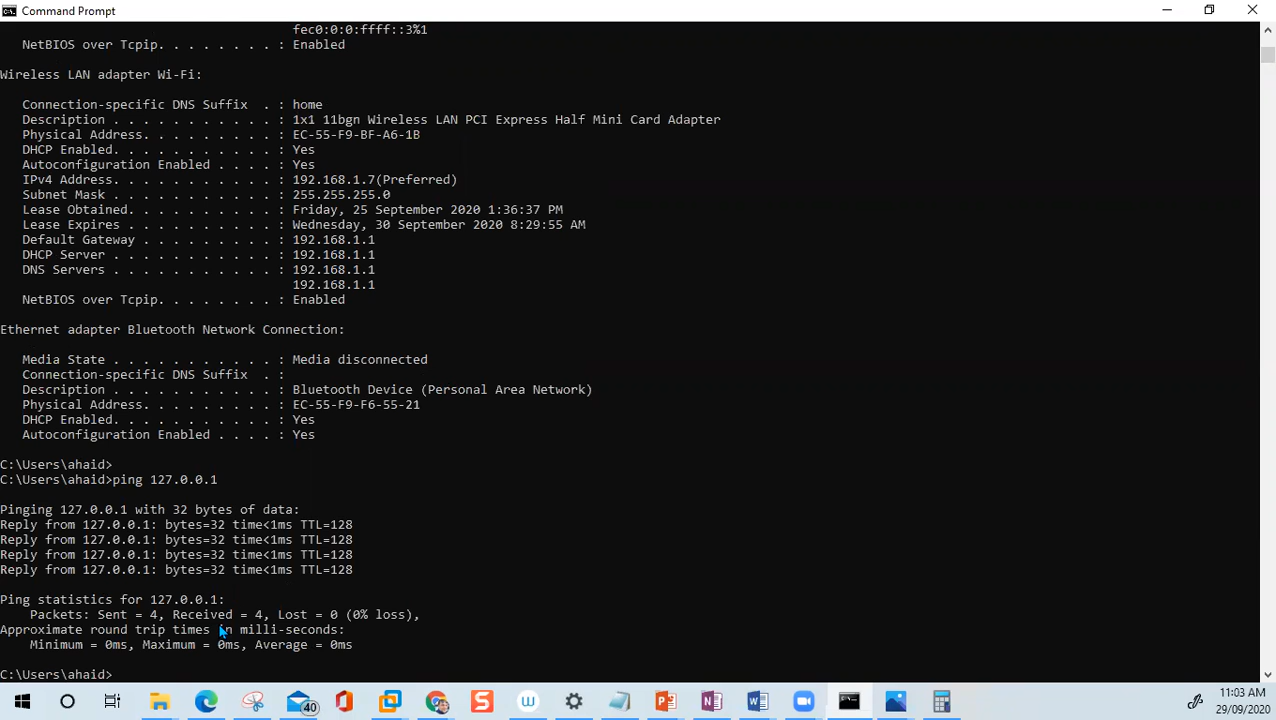 Command Prompt
fec0:0:0:ffff::3%1
NetBIOS over Tcpip. . . . . . . . : Enabled
Wireless LAN adapter Wi-Fi:
Connection-specific DNS Suffix  . : home
Description . . . . . . . . . . . : 1x1 11bgn Wireless LAN PCI Express Half Mini Card Adapter
Physical Address. . . . . . . . . : EC-55-F9-BF-A6-1B
DHCP Enabled. . . . . . . . . . . : Yes
Autoconfiguration Enabled . . . . : Yes
IPv4 Address. . . . . . . . . . . : 192.168.1.7(Preferred)
Subnet Mask . . . . . . . . . . . : 255.255.255.0
Lease Obtained. . . . . . . . . . : Friday, 25 September 2020 1:36:37 PM
Lease Expires . . . . . . . . . . : Wednesday, 30 September 2020 8:29:55 AM
Default Gateway . . . . . . . . . : 192.168.1.1
DHCP Server . . . . . . . . . . . : 192.168.1.1
DNS Servers . . . . . . . . . . . : 192.168.1.1
192.168.1.1
NetBIOS over Tcpip. . . . . . . . : Enabled
Ethernet adapter Bluetooth Network Connection:
Media State . . . . . . . . . . . : Media disconnected
Connection-specific DNS Suffix  . :
Description . . . . . . . . . . . : Bluetooth Device (Personal Area Network)
Physical Address. . . . . . . . . : EC-55-F9-F6-55-21
DHCP Enabled. . . . . . . . . . . : Yes
Autoconfiguration Enabled . . . . : Yes
C:\Users\ahaid>
C:\Users\ahaid>ping 127.0.0.1
Pinging 127.0.0.1 with 32 bytes of data:
Reply from 127.0.0.1: bytes=32 time<1ms TTL=128
Reply from 127.0.0.1: bytes=32 time<1ms TTL=128
Reply from 127.0.0.1: bytes=32 time<1ms TTL=128
Reply from 127.0.0.1: bytes=32 time<1ms TTL=128
Ping statistics for 127.0.0.1:
Packets: Sent = 4, Received = 4, Lost = 0 (0% loss),
Approximate round trip times in milli-seconds:
Minimum = 0ms, Maximum = 0ms, Average = 0ms
C:\Users\ahaid>
40
11:03 AM
29/09/2020